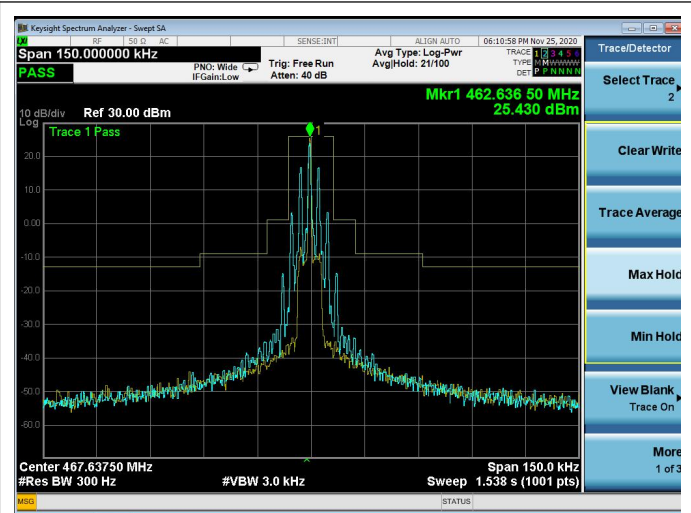 Keysight Spectrum Analyzer - Swept SA
LXI RF 50 Ω AC SENSE:INT ALIGN AUTO 06:10:58 PM Nov 25, 2020
Span 150.000000 kHz
PASS
PNO: Wide
IFGain:Low
Trig: Free Run
Atten: 40 dB
Avg Type: Log-Pwr
Avg|Hold: 21/100
TRACE 1 2 3 4 5 6
TYPE M M W W W W
DET P P N N N N
Mkr1 462.636 50 MHz
25.430 dBm
10 dB/div Ref 30.00 dBm
Log
Trace 1 Pass
1
20.0
10.0
0.00
-10.0
-20.0
-30.0
-40.0
-50.0
-60.0
Center 467.63750 MHz
Span 150.0 kHz
#Res BW 300 Hz
#VBW 3.0 kHz
Sweep 1.538 s (1001 pts)
MSG
STATUS
Trace/Detector
Select Trace
2
Clear Write
Trace Average
Max Hold
Min Hold
View Blank
Trace On
More
1 of 3